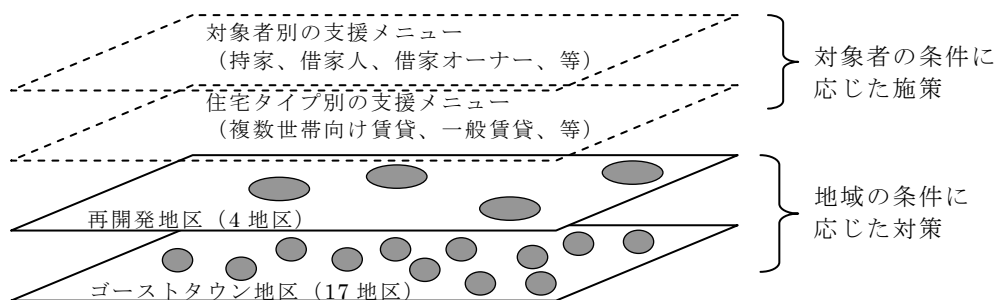 対象者別の支援メニュー
（持家、借家人、借家オーナー、等）
住宅タイプ別の支援メニュー
（複数世帯向け賃貸、一般賃貸、等）
対象者の条件に
応じた施策
再開発地区（4 地区）
ゴーストタウン地区（17 地区）
地域の条件に
応じた対策